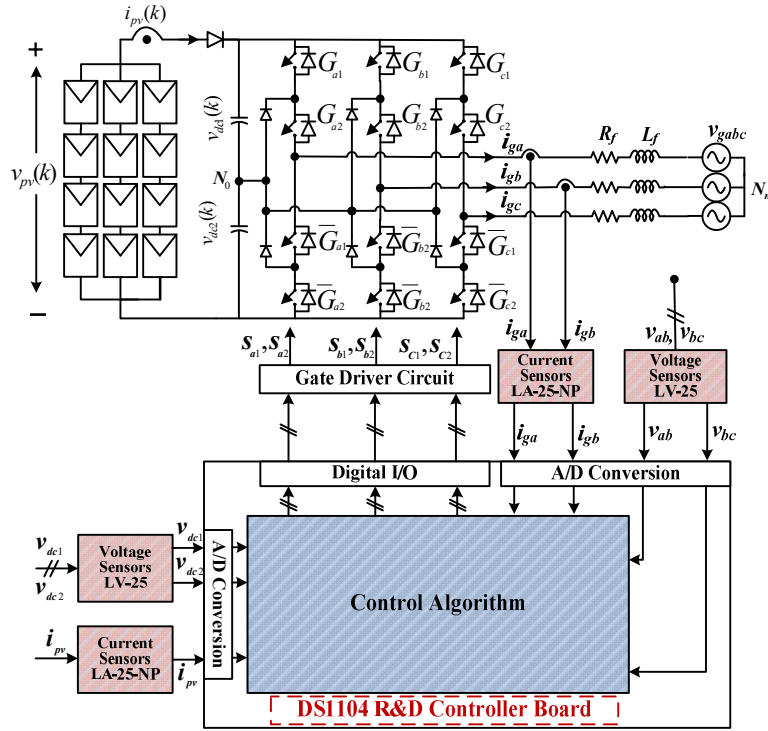 i_pv(k)
+
v_pv(k)
−
v_dc1(k)
N_0
v_dc2(k)
G_a1
G_b1
G_c1
G_a2
G_b2
G_c2
G̅_a1
G̅_b1
G̅_c1
G̅_a2
G̅_b2
G̅_c2
i_ga
i_gb
i_gc
R_f
L_f
v_gabc
N_n
s_a1, s_a2
s_b1, s_b2
s_C1, s_C2
i_ga
i_gb
v_ab, v_bc
Gate Driver Circuit
Current
Sensors
LA-25-NP
Voltage
Sensors
LV-25
i_ga
i_gb
v_ab
v_bc
Digital I/O
A/D Conversion
v_dc1
v_dc2
Voltage
Sensors
LV-25
v_dc1
v_dc2
A/D Conversion
Control Algorithm
i_pv
Current
Sensors
LA-25-NP
i_pv
DS1104 R&D Controller Board